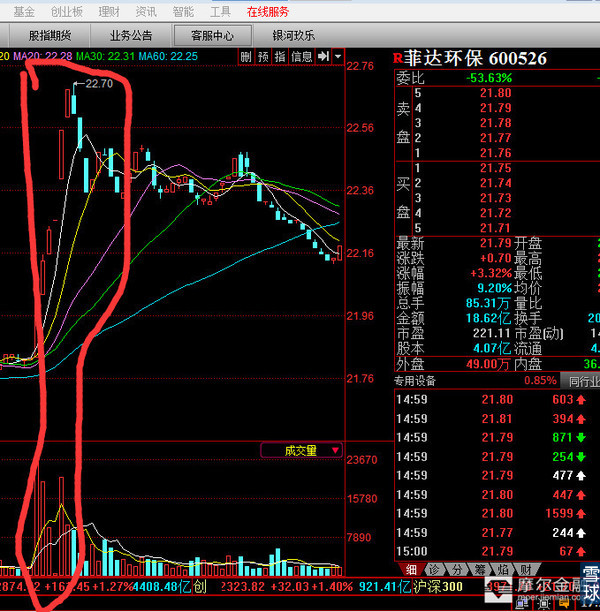 基金 创业板 理财 资讯 智能 工具 在线服务
股指期货 业务公告 客服中心 银河玖乐
20 MA20: 22.28 MA30: 22.31 MA60: 22.25 删 预 指 信息
R菲达环保 600526
22.76
22.70
22.56
22.36
22.16
21.96
21.76
成交量
23670
15780
7890
委比 -53.63%
卖盘
5 21.80
4 21.79
3 21.78
2 21.77
1 21.76
买盘
1 21.75
2 21.74
3 21.73
4 21.72
5 21.71
最新 21.79 开盘
涨跌 +0.70 最高
涨幅 +3.32% 最低
振幅 9.20% 均价
总手 85.31万 量比
金额 18.62亿 换手 20
市盈 221.11 市盈(动)
股本 4.07亿 流通 4.
外盘 49.00万 内盘 36.
专用设备 0.85% 同行业
14:59 21.80 603
14:59 21.81 394
14:59 21.79 871
14:59 21.79 254
14:59 21.79 477
14:59 21.80 447
14:59 21.80 1599
14:59 21.77 244
15:00 21.79 67
细 诊 分 筹 焰 财
+1.27% 4408.48亿 创 2323.82 +32.03 +1.40% 921.41亿 沪深300
摩尔金融
moer.jiemian.com
雪球